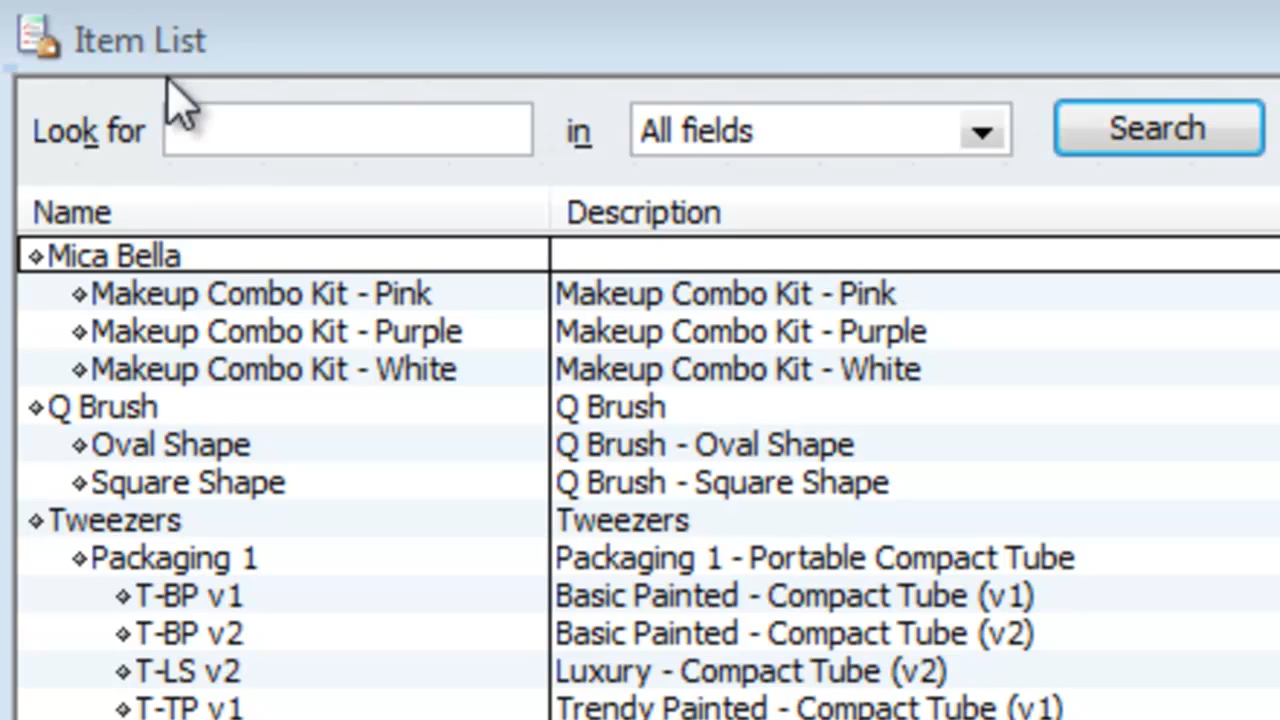 Item List
Look for in All fields Search
Name Description
Mica Bella
Makeup Combo Kit - Pink Makeup Combo Kit - Pink
Makeup Combo Kit - Purple Makeup Combo Kit - Purple
Makeup Combo Kit - White Makeup Combo Kit - White
Q Brush Q Brush
Oval Shape Q Brush - Oval Shape
Square Shape Q Brush - Square Shape
Tweezers Tweezers
Packaging 1 Packaging 1 - Portable Compact Tube
T-BP v1 Basic Painted - Compact Tube (v1)
T-BP v2 Basic Painted - Compact Tube (v2)
T-LS v2 Luxury - Compact Tube (v2)
T-TP v1 Trendy Painted - Compact Tube (v1)